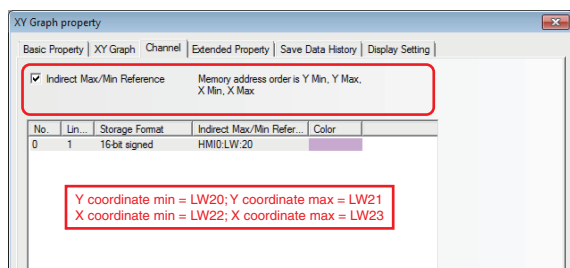 XY Graph property
Basic Property XY Graph Channel Extended Property Save Data History Display Setting
Indirect Max/Min Reference Memory address order is Y Min, Y Max,
X Min, X Max
No. Lin... Storage Format Indirect Max/Min Refer... Color
0 1 16-bit signed HMI0:LW:20
Y coordinate min = LW20; Y coordinate max = LW21
X coordinate min = LW22; X coordinate max = LW23